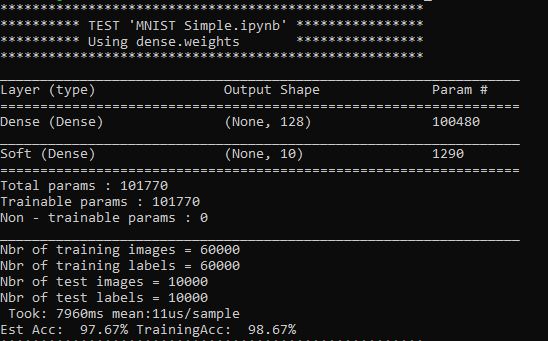 *****************************************************
********** TEST 'MNIST Simple.ipynb' ****************
********** Using dense.weights       ****************
*****************************************************
_________________________________________________________________
Layer (type)                Output Shape              Param #
=================================================================
Dense (Dense)               (None, 128)               100480
_________________________________________________________________
Soft (Dense)                (None, 10)                1290
=================================================================
Total params : 101770
Trainable params : 101770
Non - trainable params : 0
_________________________________________________________________
Nbr of training images = 60000
Nbr of training labels = 60000
Nbr of test images = 10000
Nbr of test labels = 10000
 Took: 7960ms mean:11us/sample
Est Acc:  97.67% TrainingAcc:  98.67%